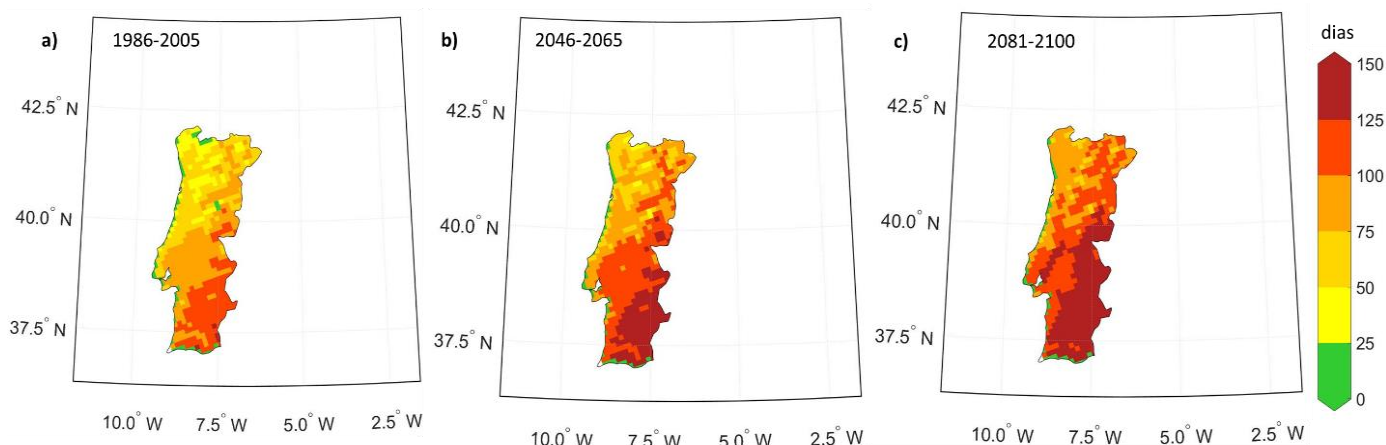 a)
1986-2005
42.5° N
40.0° N
37.5° N
10.0° W
7.5° W
5.0° W
2.5° W
b)
2046-2065
42.5° N
40.0° N
37.5° N
10.0° W
7.5° W
5.0° W
2.5° W
c)
2081-2100
42.5° N
40.0° N
37.5° N
10.0° W
7.5° W
5.0° W
2.5° W
dias
150
125
100
75
50
25
0